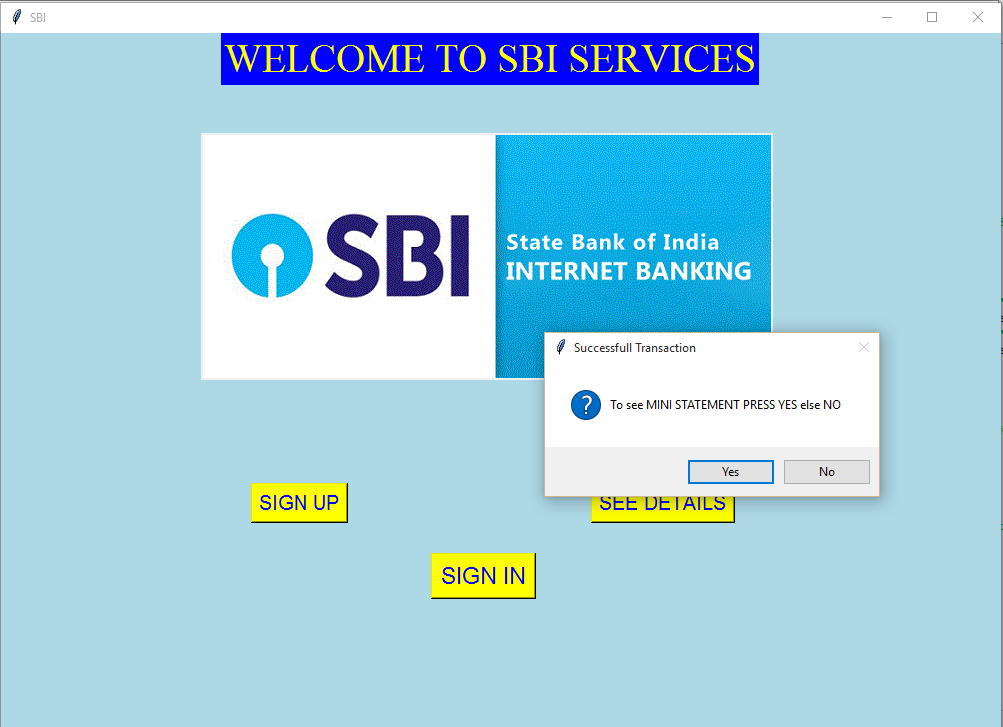 SBI
WELCOME TO SBI SERVICES
SBI
State Bank of India
INTERNET BANKING
Successfull Transaction
?
To see MINI STATEMENT PRESS YES else NO
Yes
No
SIGN UP
SEE DETAILS
SIGN IN